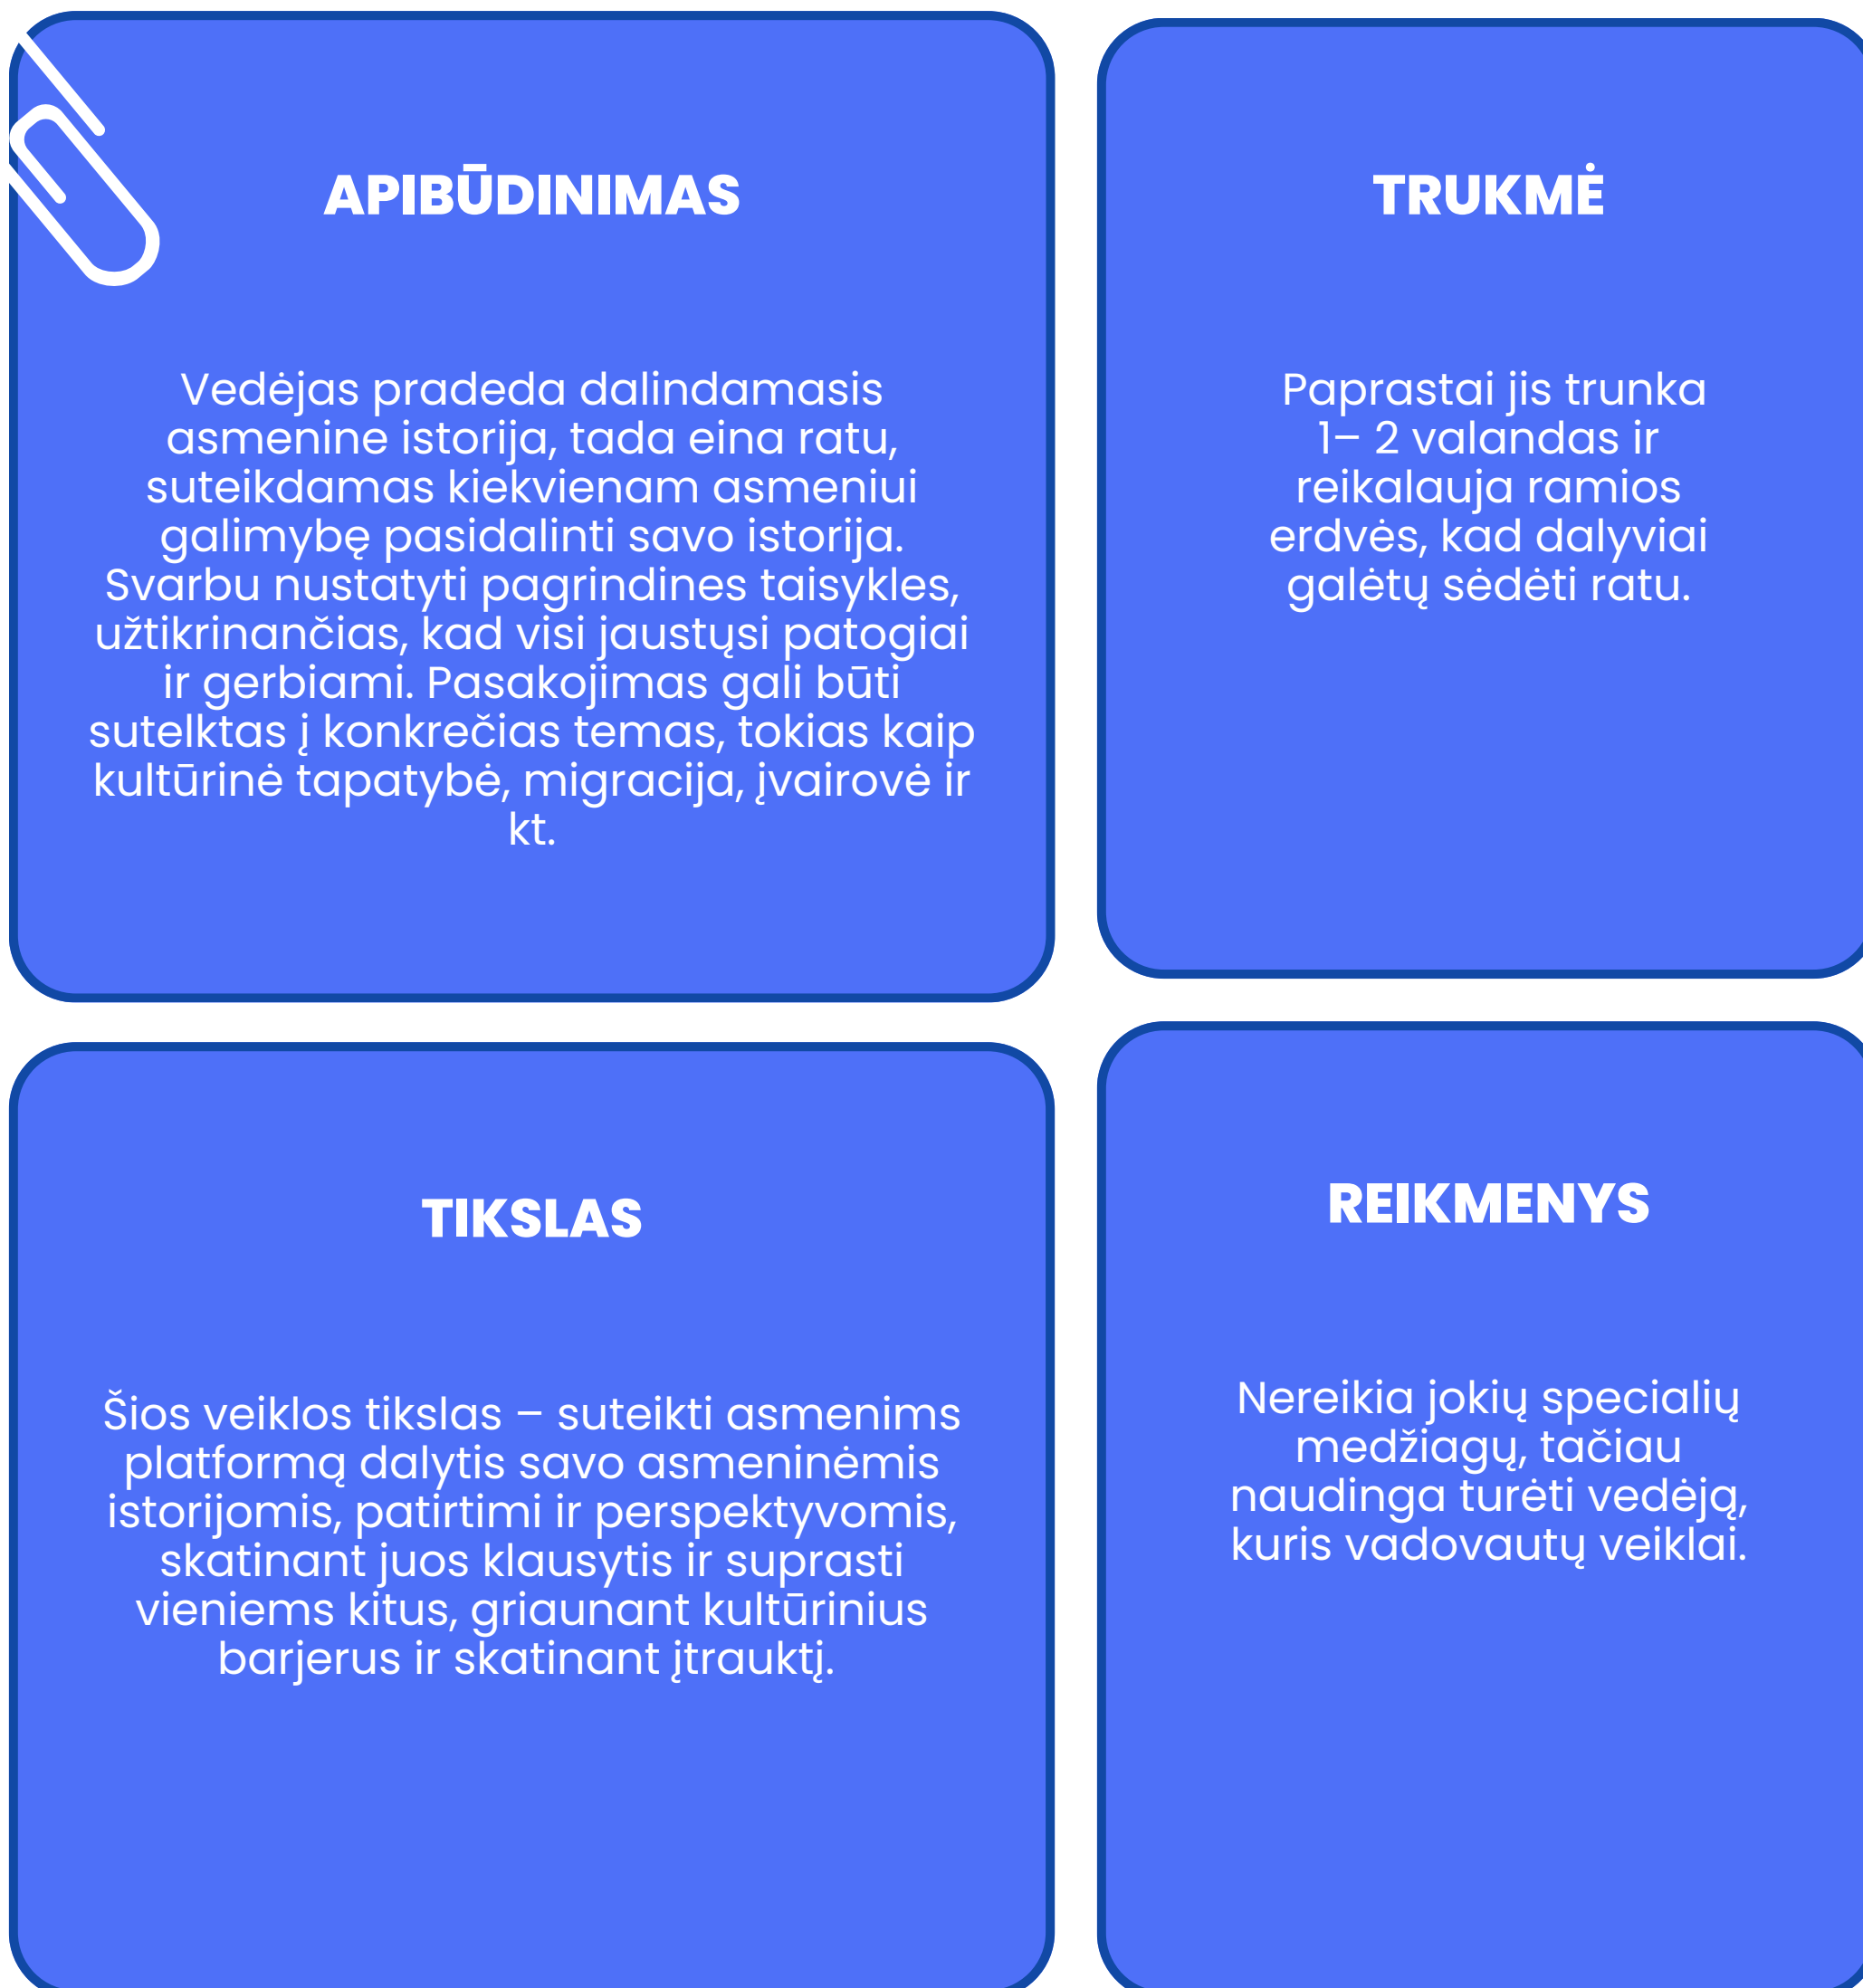 APIBŪDINIMAS
Vedėjas pradeda dalindamasis
asmenine istorija, tada eina ratu,
suteikdamas kiekvienam asmeniui
galimybę pasidalinti savo istorija.
Svarbu nustatyti pagrindines taisykles,
užtikrinančias, kad visi jaustųsi patogiai
ir gerbiami. Pasakojimas gali būti
sutelktas į konkrečias temas, tokias kaip
kultūrinė tapatybė, migracija, įvairovė ir
kt.
TRUKMĖ
Paprastai jis trunka
1– 2 valandas ir
reikalauja ramios
erdvės, kad dalyviai
galėtų sėdėti ratu.
TIKSLAS
Šios veiklos tikslas – suteikti asmenims
platformą dalytis savo asmeninėmis
istorijomis, patirtimi ir perspektyvomis,
skatinant juos klausytis ir suprasti
vieniems kitus, griaunant kultūrinius
barjerus ir skatinant įtrauktį.
REIKMENYS
Nereikia jokių specialių
medžiagų, tačiau
naudinga turėti vedėją,
kuris vadovautų veiklai.